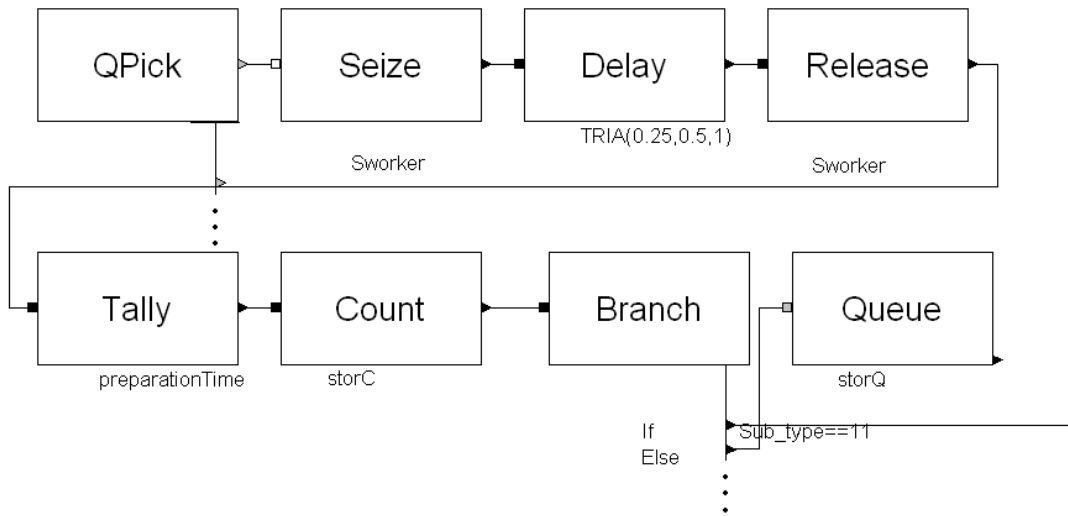 QPick
Seize
Delay
Release
TRIA(0.25,0.5,1)
Sworker
Sworker
Tally
Count
Branch
Queue
preparationTime
storC
storQ
If
Sub_type==11
Else